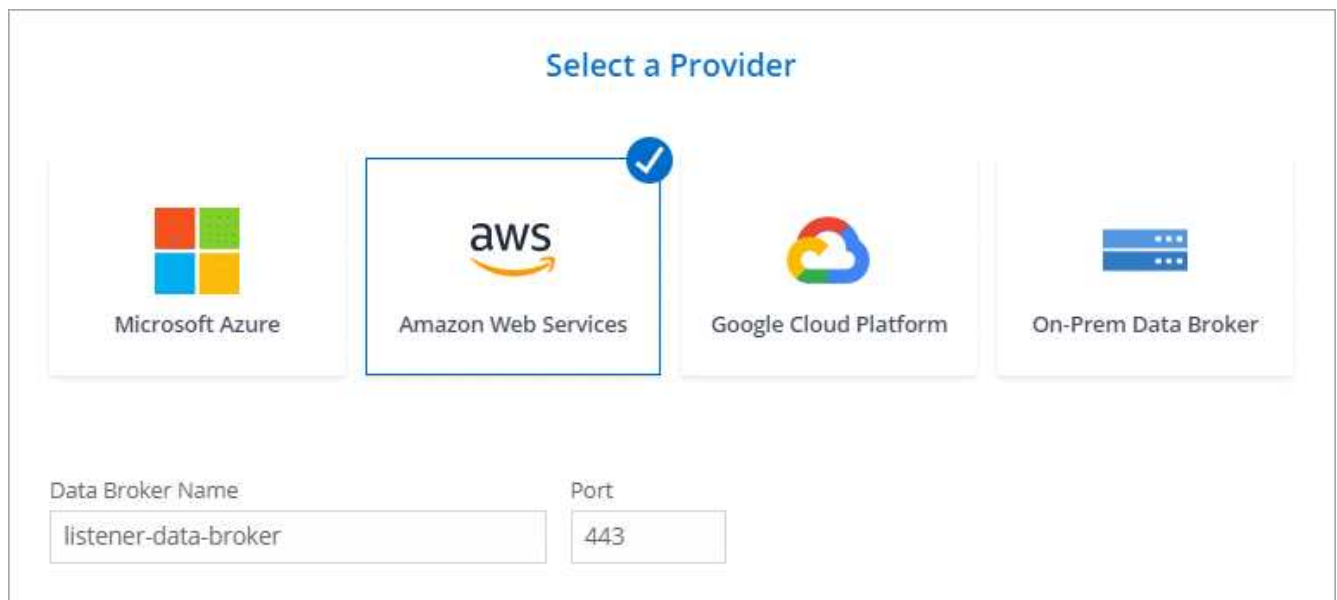 Select a Provider
aws
Microsoft Azure
Amazon Web Services
Google Cloud Platform
On-Prem Data Broker
Data Broker Name
Port
listener-data-broker
443